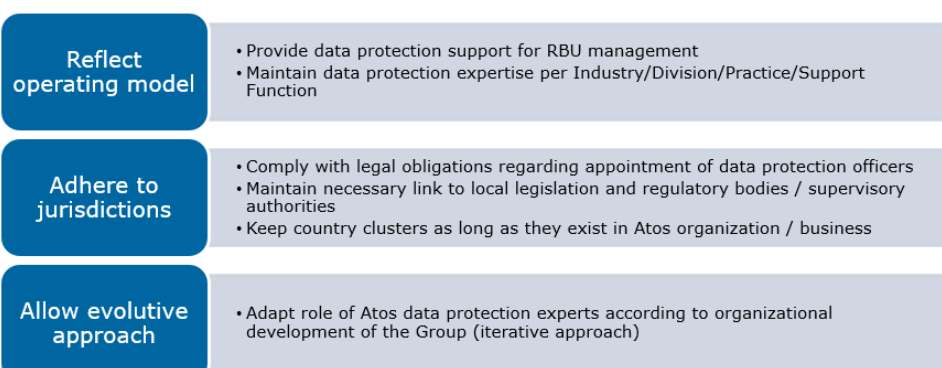 Reflect
operating model
• Provide data protection support for RBU management
• Maintain data protection expertise per Industry/Division/Practice/Support
Function
Adhere to
jurisdictions
• Comply with legal obligations regarding appointment of data protection officers
• Maintain necessary link to local legislation and regulatory bodies / supervisory
authorities
• Keep country clusters as long as they exist in Atos organization / business
Allow evolutive
approach
• Adapt role of Atos data protection experts according to organizational
development of the Group (iterative approach)